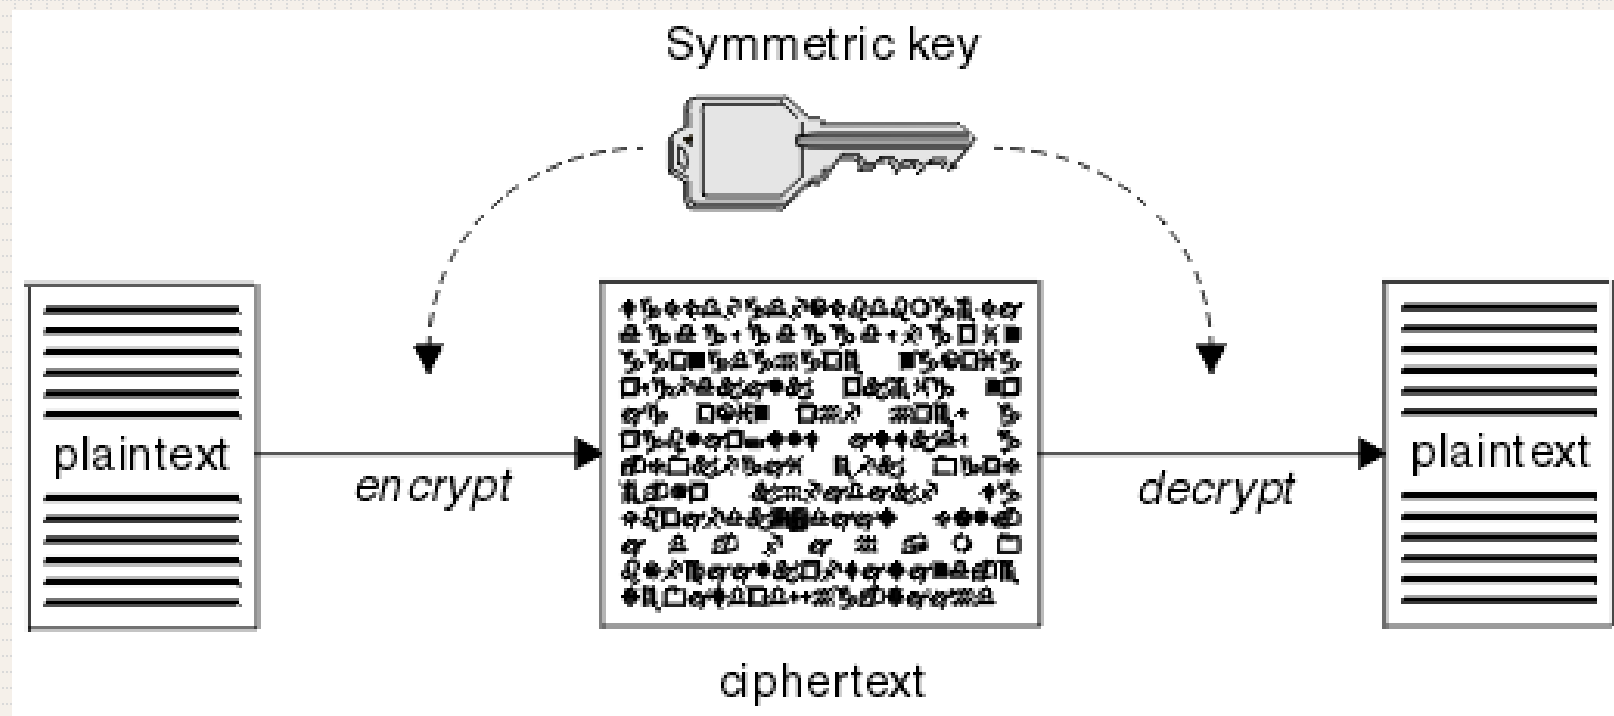 Symmetric key
plaintext
encrypt
decrypt
plaintext
ciphertext